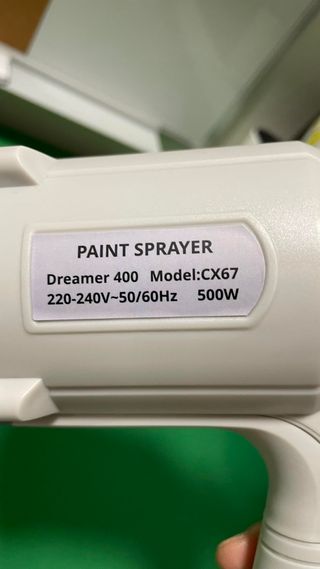 PAINT SPRAYER
Dreamer 400 Model:CX67
220-240V~50/60Hz 500W